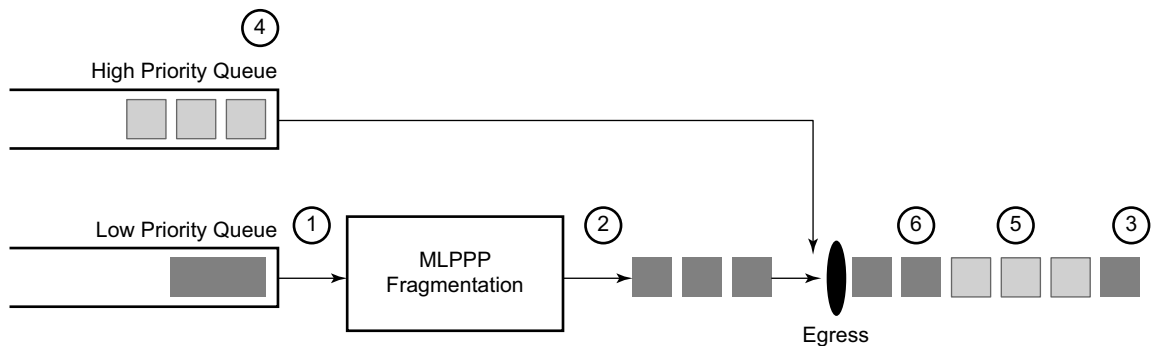 4
High Priority Queue
Low Priority Queue
1
2
6
5
3
MLPPP
Fragmentation
Egress